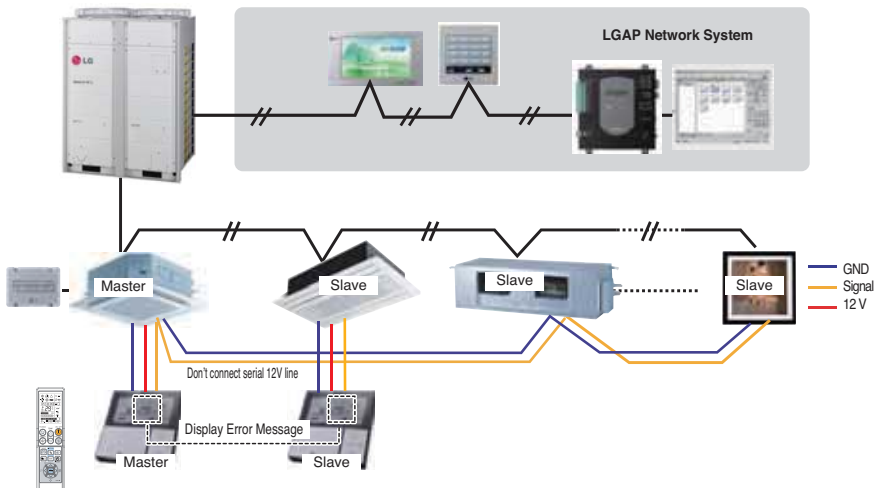 LGAP Network System
LG
Master
Slave
Slave
Slave
GND
Signal
12 V
Don't connect serial 12V line
Display Error Message
Master
Slave